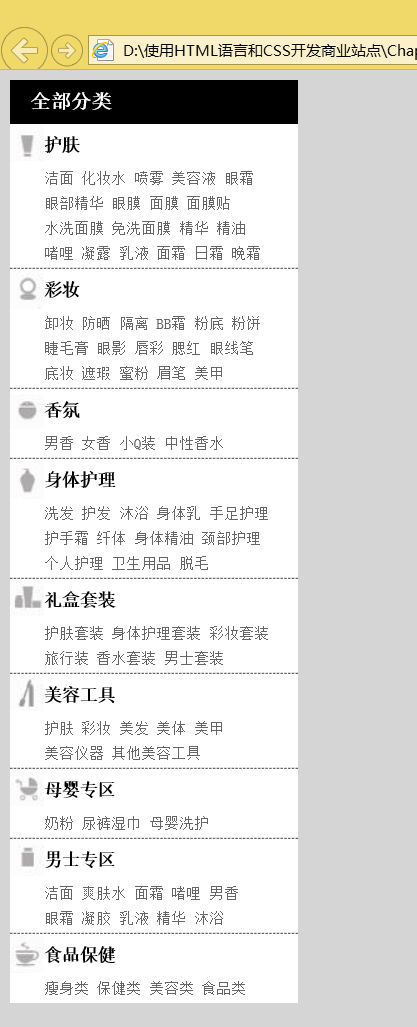 D:\使用HTML语言和CSS开发商业站点\Chap
全部分类
护肤
洁面 化妆水 喷雾 美容液 眼霜
眼部精华 眼膜 面膜 面膜贴
水洗面膜 免洗面膜 精华 精油
啫哩 凝露 乳液 面霜 日霜 晚霜
彩妆
卸妆 防晒 隔离 BB霜 粉底 粉饼
睫毛膏 眼影 唇彩 腮红 眼线笔
底妆 遮瑕 蜜粉 眉笔 美甲
香氛
男香 女香 小Q装 中性香水
身体护理
洗发 护发 沐浴 身体乳 手足护理
护手霜 纤体 身体精油 颈部护理
个人护理 卫生用品 脱毛
礼盒套装
护肤套装 身体护理套装 彩妆套装
旅行装 香水套装 男士套装
美容工具
护肤 彩妆 美发 美体 美甲
美容仪器 其他美容工具
母婴专区
奶粉 尿裤湿巾 母婴洗护
男士专区
洁面 爽肤水 面霜 啫哩 男香
眼霜 凝胶 乳液 精华 沐浴
食品保健
瘦身类 保健类 美容类 食品类